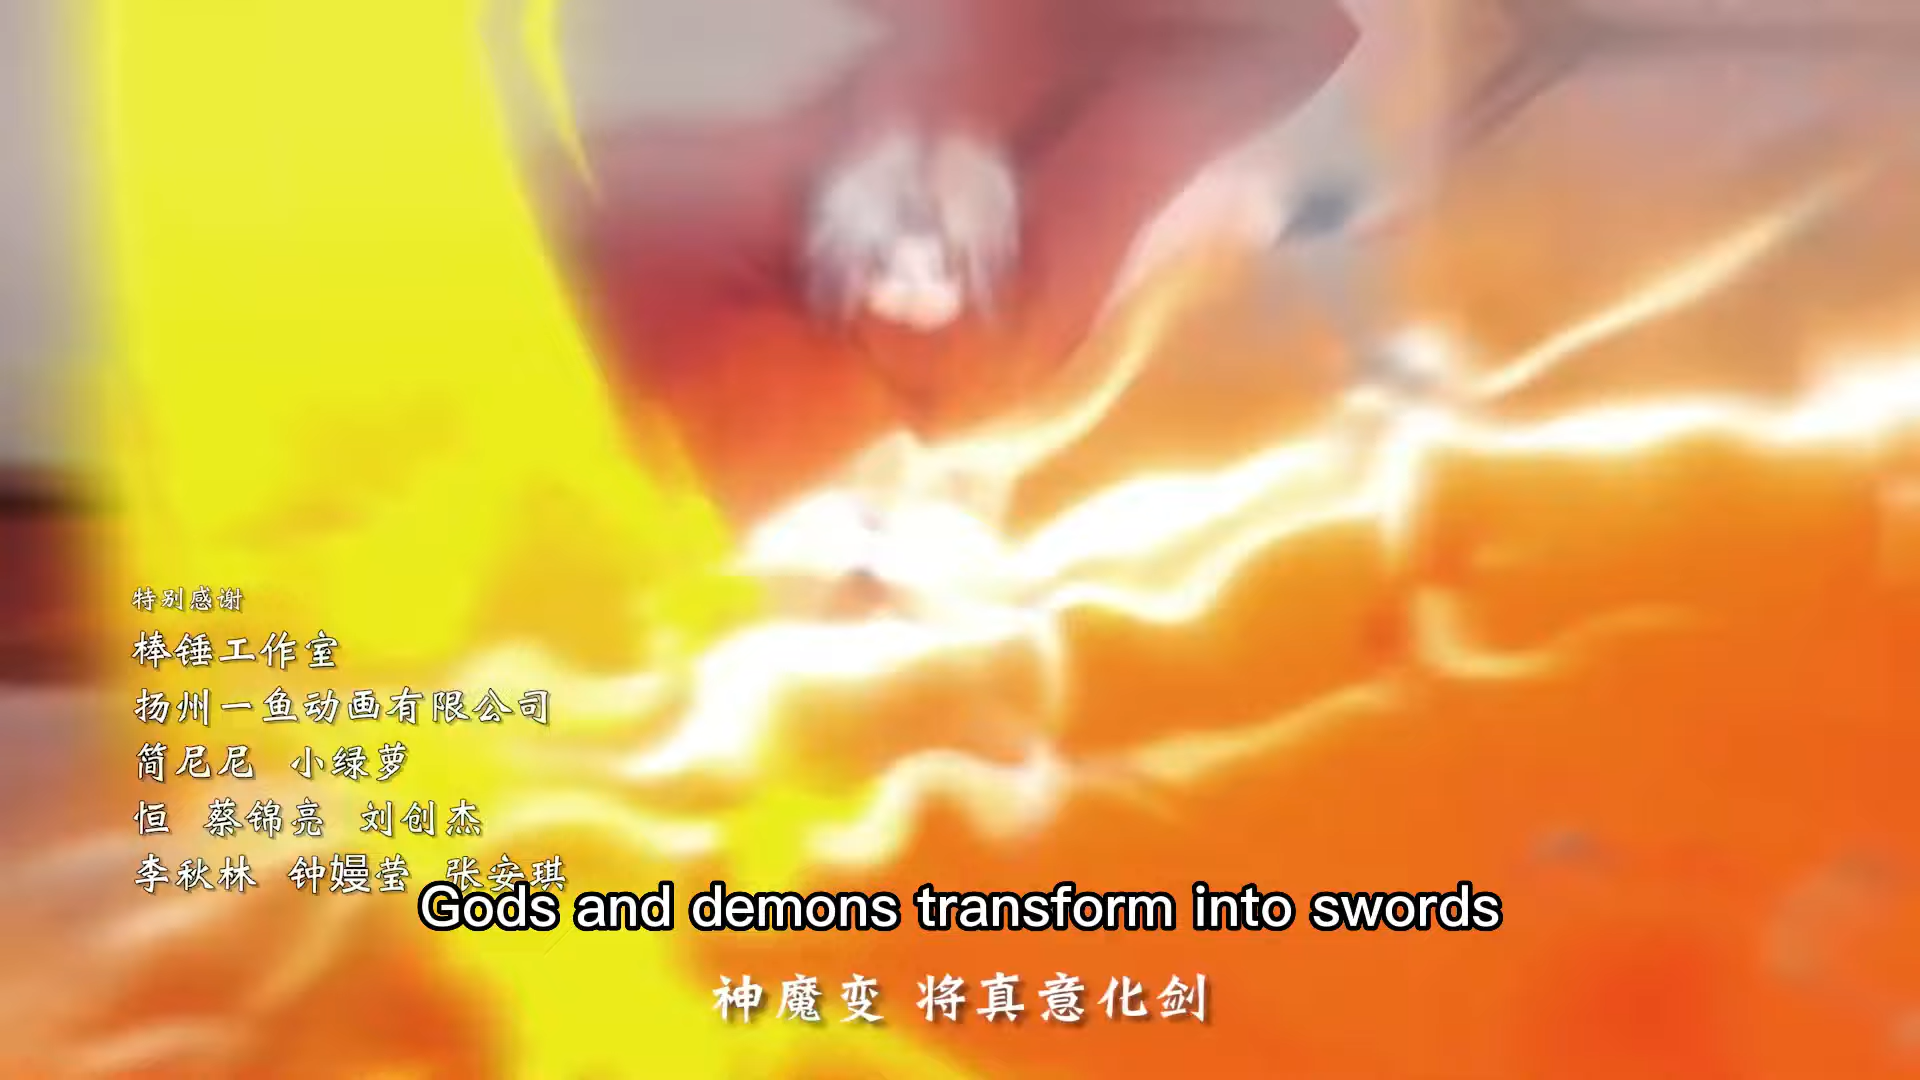 特别感谢
棒锤工作室
扬州一鱼动画有限公司
简尼尼 小绿萝
恒 蔡锦亮 刘创杰
李秋林 钟嫚莹 张安琪
Gods and demons transform into swords
神魔变 将真意化剑